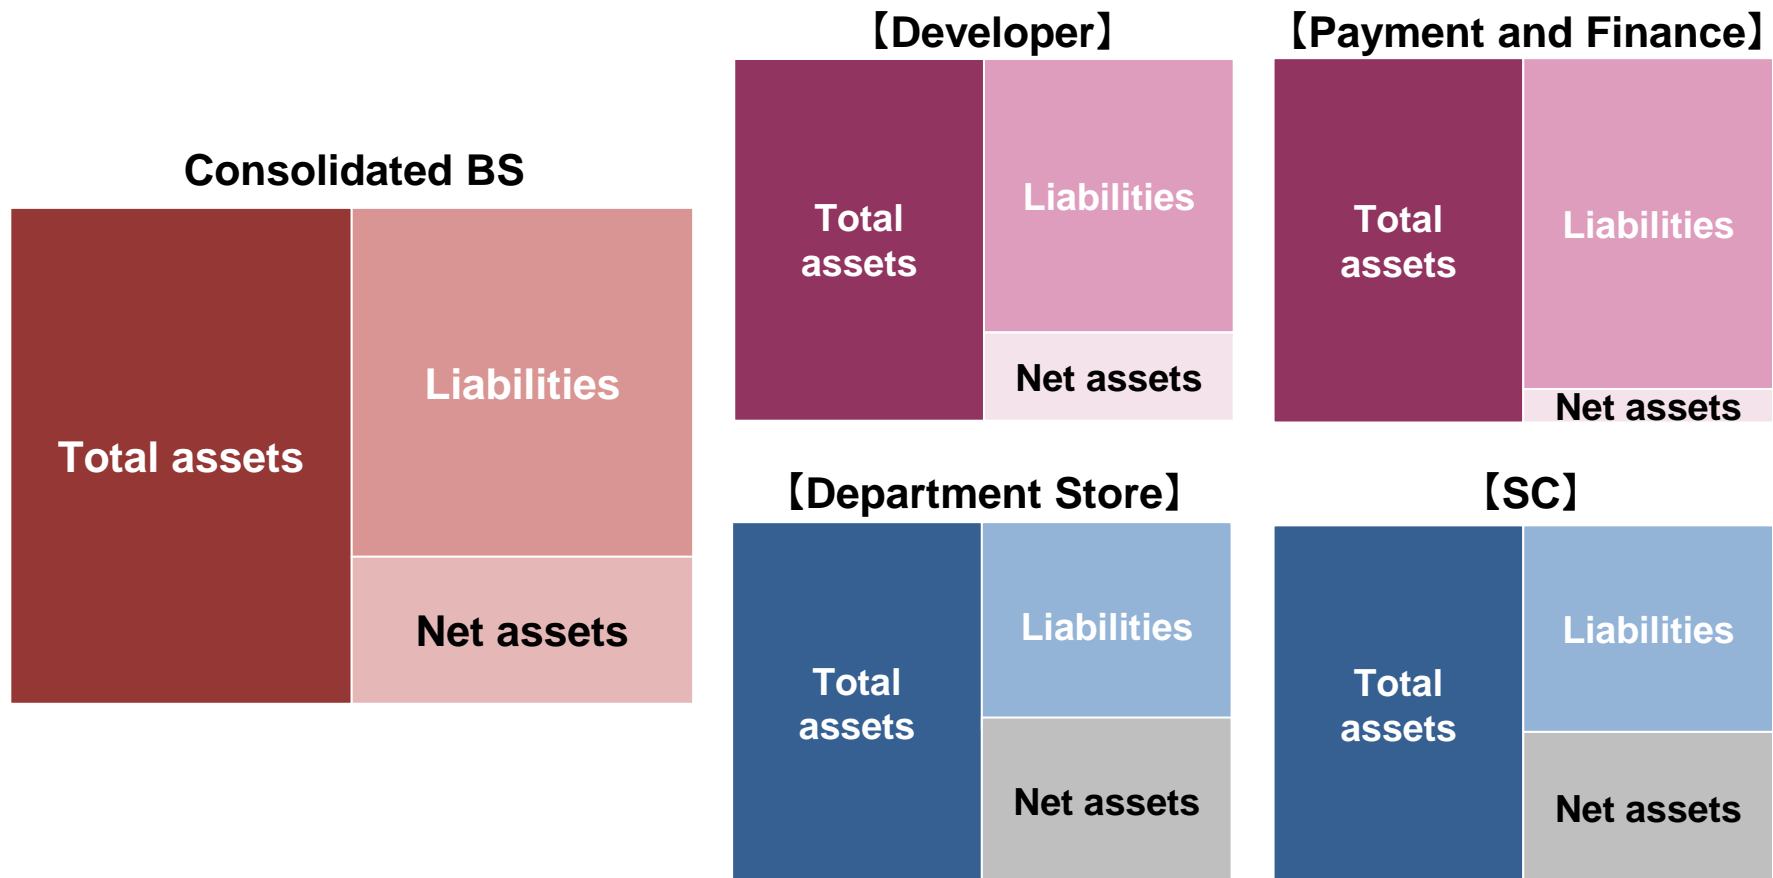 Consolidated BS
Total assets
Liabilities
Net assets
【Developer】
Total
assets
Liabilities
Net assets
【Payment and Finance】
Total
assets
Liabilities
Net assets
【Department Store】
Total
assets
Liabilities
Net assets
【SC】
Total
assets
Liabilities
Net assets